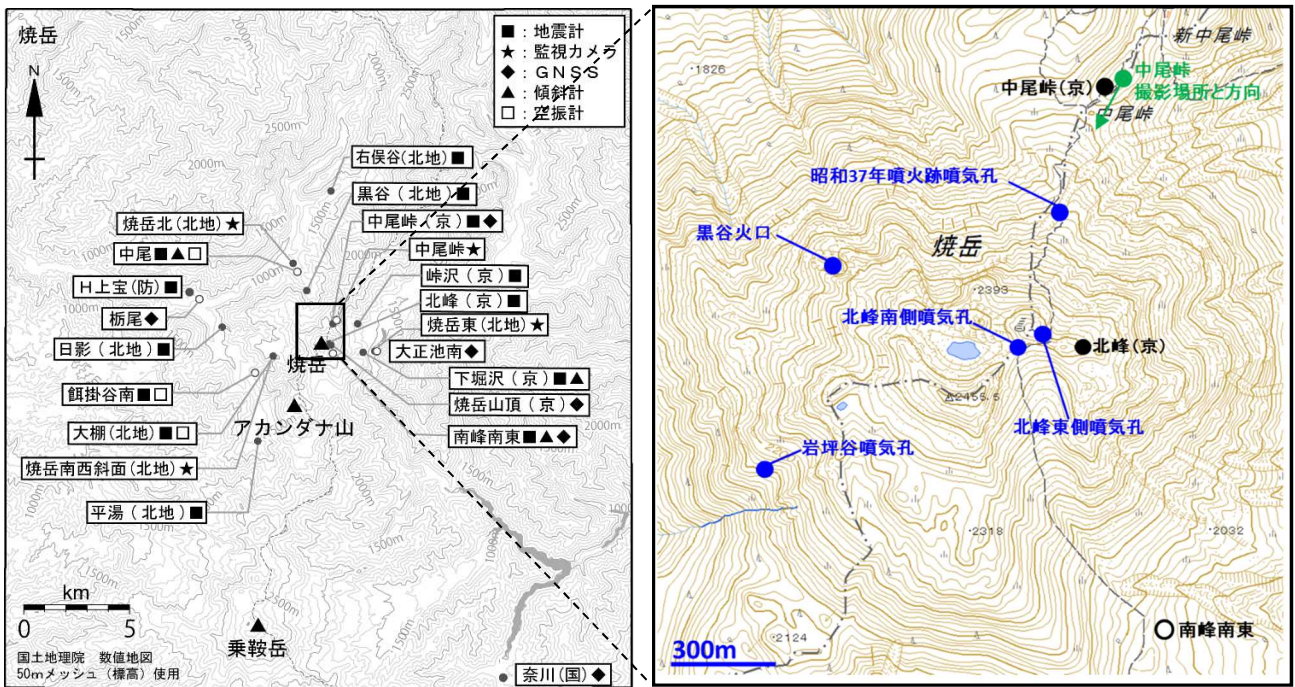 焼岳
N
■：地震計
★：監視カメラ
◆：ＧＮＳＳ
▲：傾斜計
□：空振計
2500m
2000m
右俣谷(北地)■
黒谷（北地）■
1500m
焼岳北(北地)★
中尾峠（京）■◆
中尾■▲□
中尾峠★
1000m
峠沢（京）■
Ｈ上宝(防)■
北峰（京）■
栃尾◆
焼岳東(北地)★
日影（北地）■
大正池南◆
焼岳
下堀沢（京）■▲
餌掛谷南■□
焼岳山頂（京）◆
アカンダナ山
大棚(北地)■□
南峰南東■▲◆
焼岳南西斜面(北地)★
平湯（北地）■
1500m
1000m
km
0 5
乗鞍岳
国土地理院 数値地図
50mメッシュ（標高）使用
奈川(国)◆
新中尾峠
・1826
中尾峠
撮影場所と方向
中尾峠(京)
中尾峠
昭和37年噴火跡噴気孔
黒谷火口
焼岳
・2393
北峰南側噴気孔
北峰(京)
△2455.5
北峰東側噴気孔
岩坪谷噴気孔
・2318
・2032
・2124
南峰南東
300m